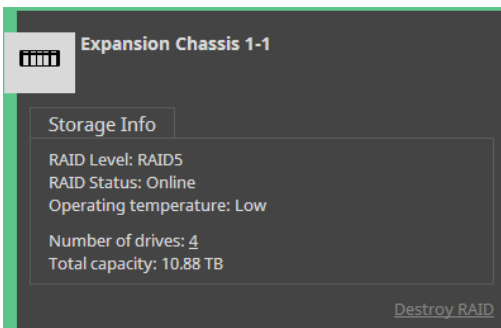 Expansion Chassis 1-1
Storage Info
RAID Level: RAID5
RAID Status: Online
Operating temperature: Low
Number of drives: 4
Total capacity: 10.88 TB
Destroy RAID